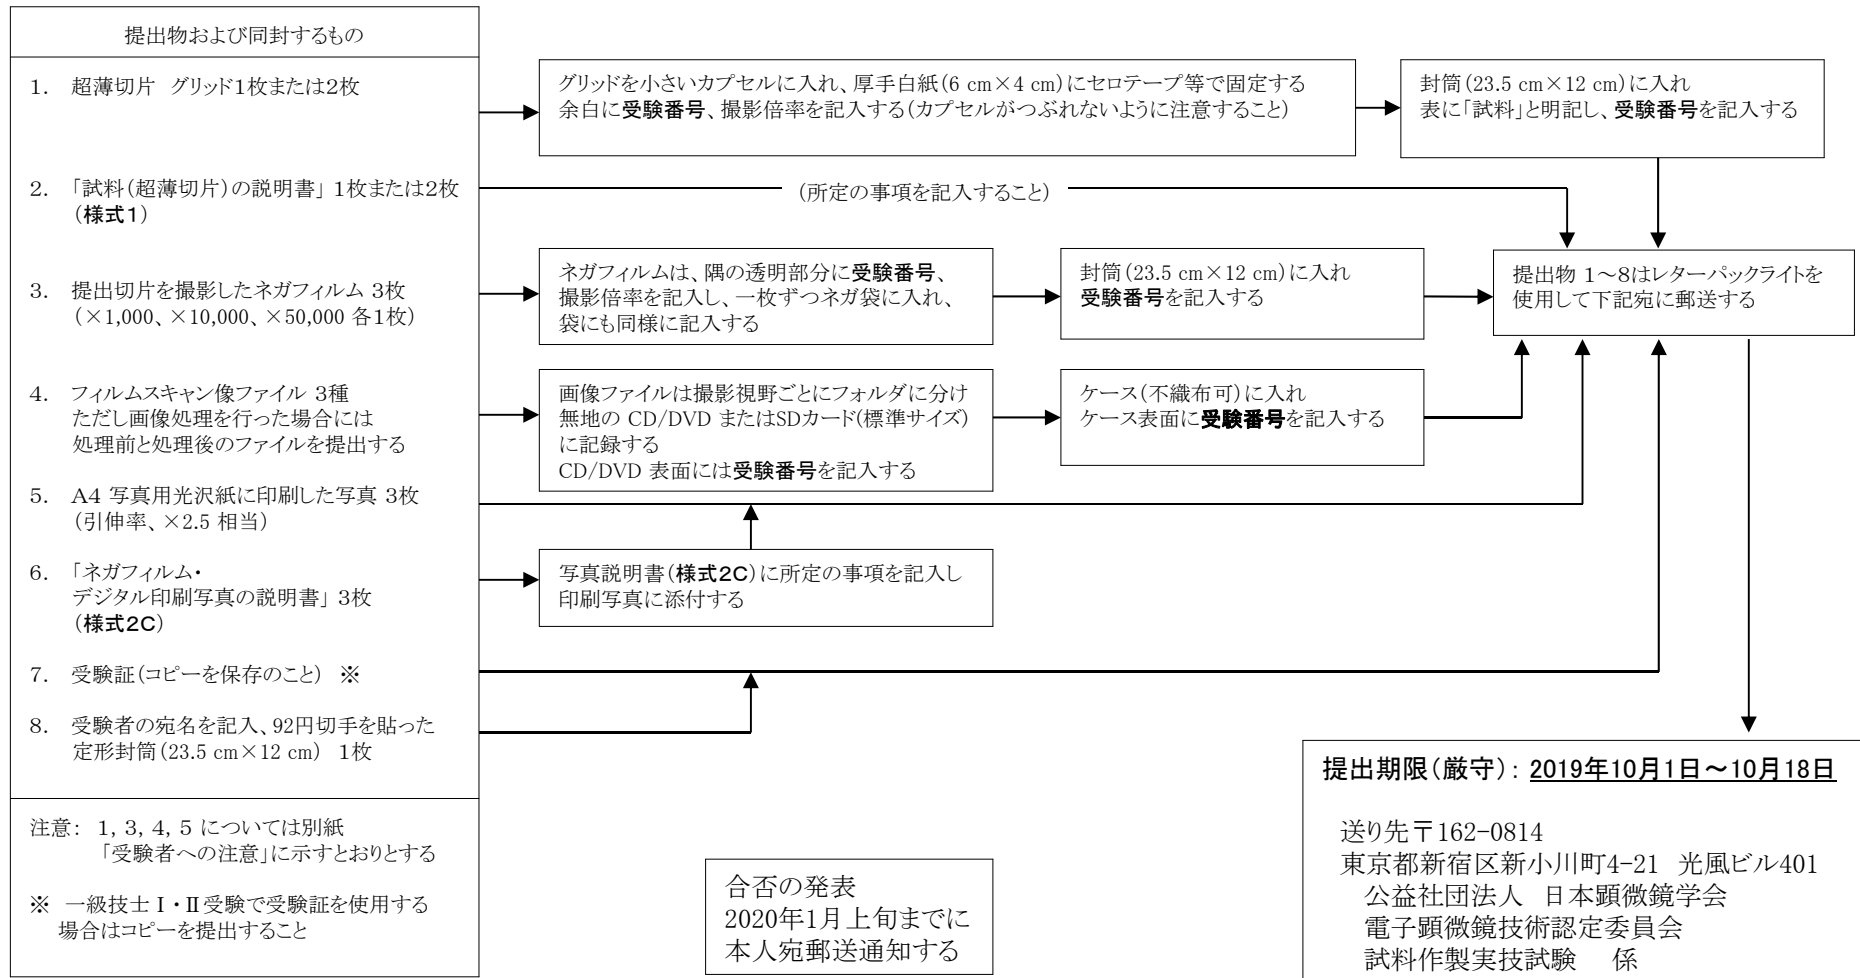 提出物および同封するもの
1. 超薄切片 グリッド1枚または2枚
グリッドを小さいカプセルに入れ、厚手白紙(6 cm×4 cm)にセロテープ等で固定する
余白に受験番号、撮影倍率を記入する(カプセルがつぶれないように注意すること)
封筒(23.5 cm×12 cm)に入れ
表に「試料」と明記し、受験番号を記入する
2. 「試料(超薄切片)の説明書」 1枚または2枚
(様式1)
(所定の事項を記入すること)
3. 提出切片を撮影したネガフィルム 3枚
(×1,000、×10,000、×50,000 各1枚)
ネガフィルムは、隅の透明部分に受験番号、
撮影倍率を記入し、一枚ずつネガ袋に入れ、
袋にも同様に記入する
封筒(23.5 cm×12 cm)に入れ
受験番号を記入する
提出物 1~8はレターパックライトを
使用して下記宛に郵送する
4. フィルムスキャン像ファイル 3種
ただし画像処理を行った場合には
処理前と処理後のファイルを提出する
画像ファイルは撮影視野ごとにフォルダに分け
無地の CD/DVD またはSDカード(標準サイズ)
に記録する
CD/DVD 表面には受験番号を記入する
ケース(不織布可)に入れ
ケース表面に受験番号を記入する
5. A4 写真用光沢紙に印刷した写真 3枚
(引伸率、×2.5 相当)
6. 「ネガフィルム・
デジタル印刷写真の説明書」 3枚
(様式2C)
写真説明書(様式2C)に所定の事項を記入し
印刷写真に添付する
7. 受験証(コピーを保存のこと) ※
8. 受験者の宛名を記入、92円切手を貼った
定形封筒(23.5 cm×12 cm) 1枚
注意: 1, 3, 4, 5 については別紙
「受験者への注意」に示すとおりとする
※ 一級技士Ⅰ・Ⅱ受験で受験証を使用する
場合はコピーを提出すること
合否の発表
2020年1月上旬までに
本人宛郵送通知する
提出期限(厳守): 2019年10月1日~10月18日
送り先〒162-0814
東京都新宿区新小川町4-21 光風ビル401
公益社団法人 日本顕微鏡学会
電子顕微鏡技術認定委員会
試料作製実技試験 係